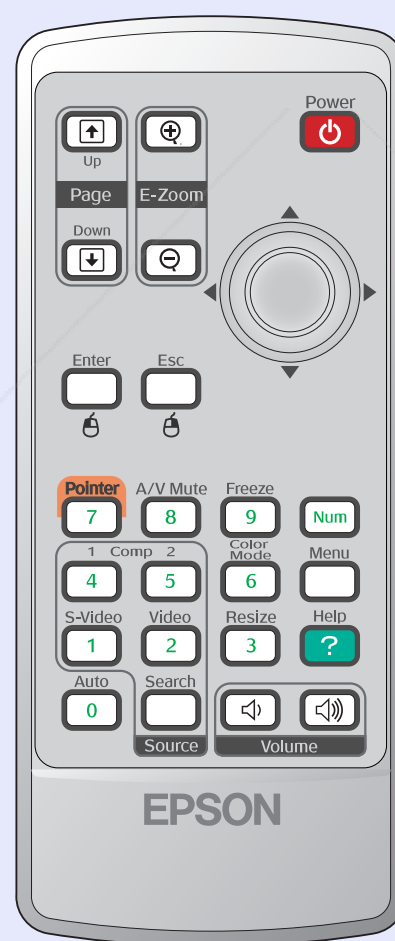 Power
Up
Page E-Zoom
Down
Enter Esc
Pointer A/V Mute Freeze
7 8 9 Num
1 Comp 2 Color Mode Menu
4 5 6
S-Video Video Resize Help
1 2 3 ?
Auto Search
0
Source Volume
EPSON